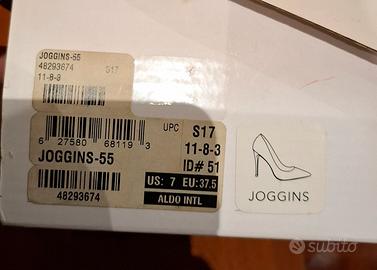 JOGGINS-55
48293674 S17
11-8-3
6 27580 68119 3
UPC
S17
11-8-3
ID# 51
JOGGINS-55
US: 7 EU: 37.5
48293674
ALDO INTL
JOGGINS
subito